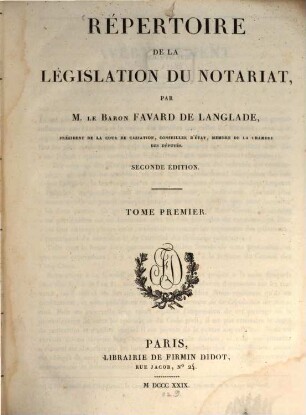 RÉPERTOIRE
DE LA
LÉGISLATION DU NOTARIAT,
PAR
M. LE BARON FAVARD DE LANGLADE,
PRÉSIDENT DE LA COUR DE CASSATION, CONSEILLER D'ÉTAT, MEMBRE DE LA CHAMBRE
DES DÉPUTÉS.
SECONDE ÉDITION.
TOME PREMIER.
PARIS,
LIBRAIRIE DE FIRMIN DIDOT,
RUE JACOB, Nº 24.
M DCCC XXIX.